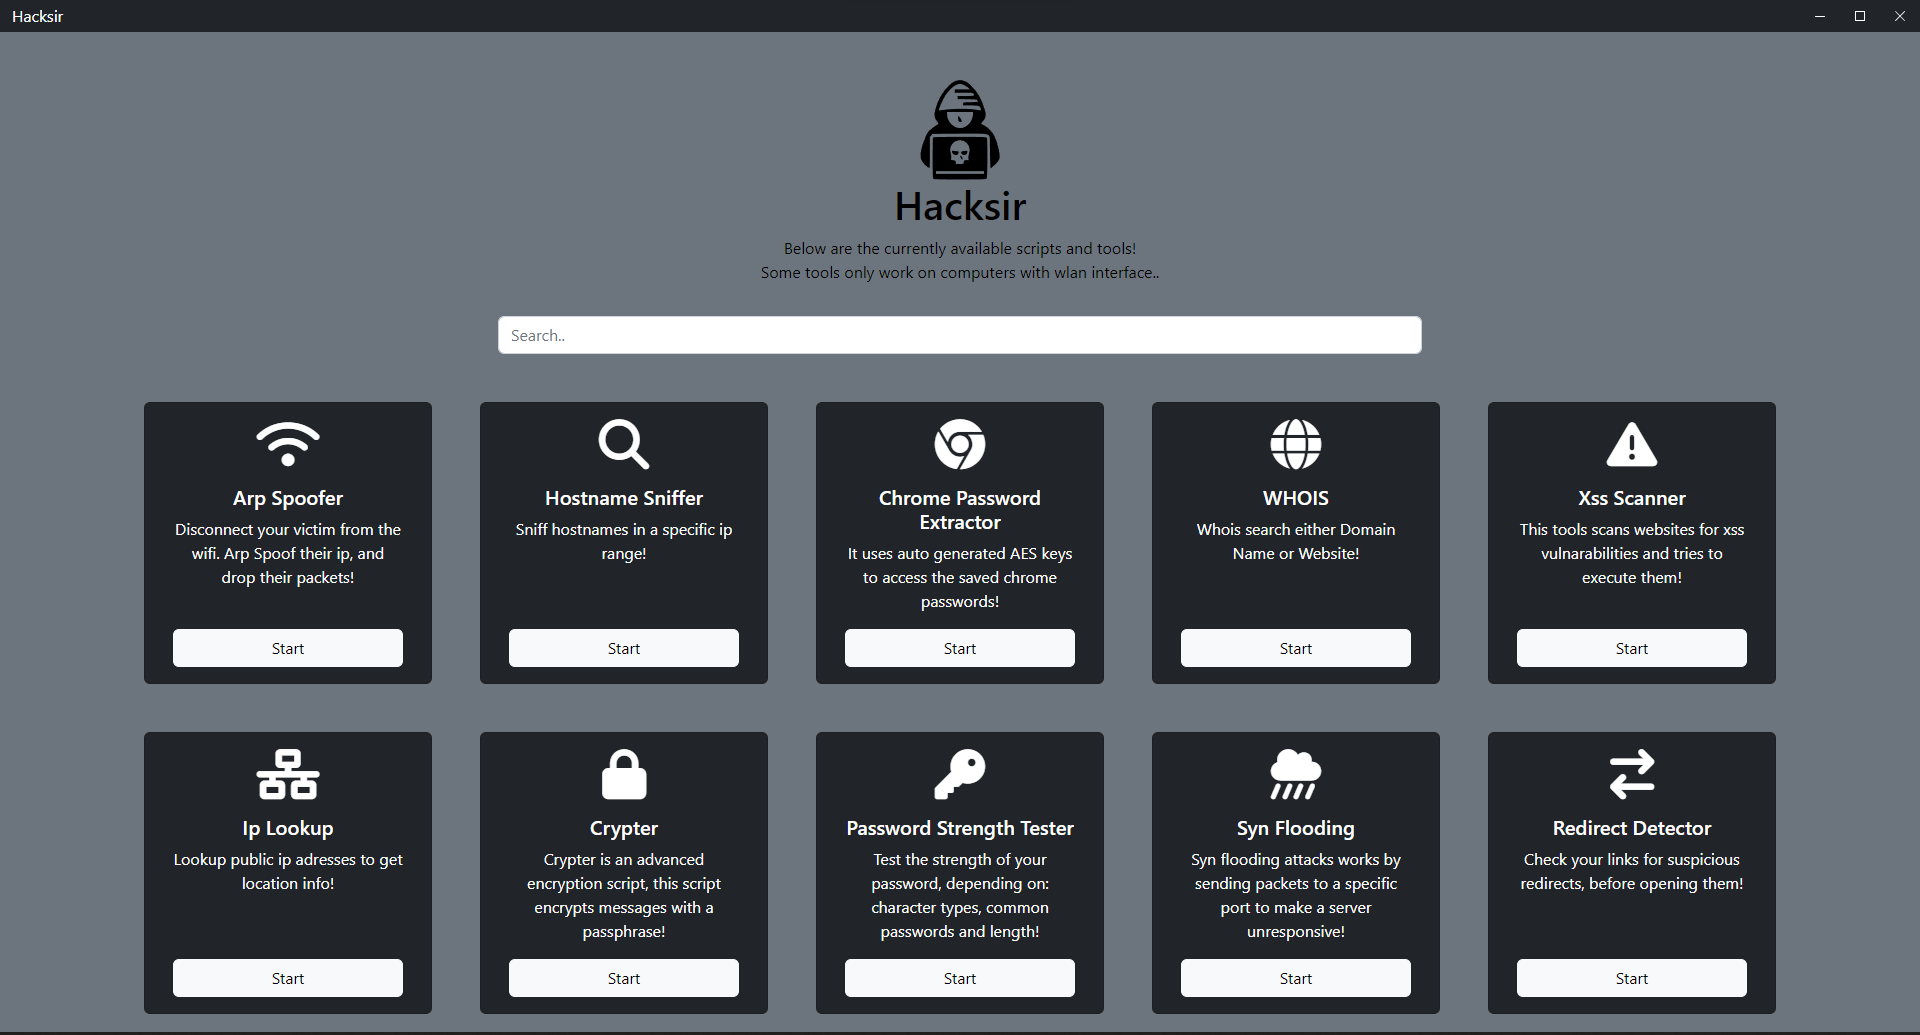 Hacksir
Hacksir
Below are the currently available scripts and tools!
Some tools only work on computers with wlan interface..
Search..
Arp Spoofer
Disconnect your victim from the
wifi. Arp Spoof their ip, and
drop their packets!
Start
Hostname Sniffer
Sniff hostnames in a specific ip
range!
Start
Chrome Password
Extractor
It uses auto generated AES keys
to access the saved chrome
passwords!
Start
WHOIS
Whois search either Domain
Name or Website!
Start
Xss Scanner
This tools scans websites for xss
vulnarabilities and tries to
execute them!
Start
Ip Lookup
Lookup public ip adresses to get
location info!
Start
Crypter
Crypter is an advanced
encryption script, this script
encrypts messages with a
passphrase!
Start
Password Strength Tester
Test the strength of your
password, depending on:
character types, common
passwords and length!
Start
Syn Flooding
Syn flooding attacks works by
sending packets to a specific
port to make a server
unresponsive!
Start
Redirect Detector
Check your links for suspicious
redirects, before opening them!
Start